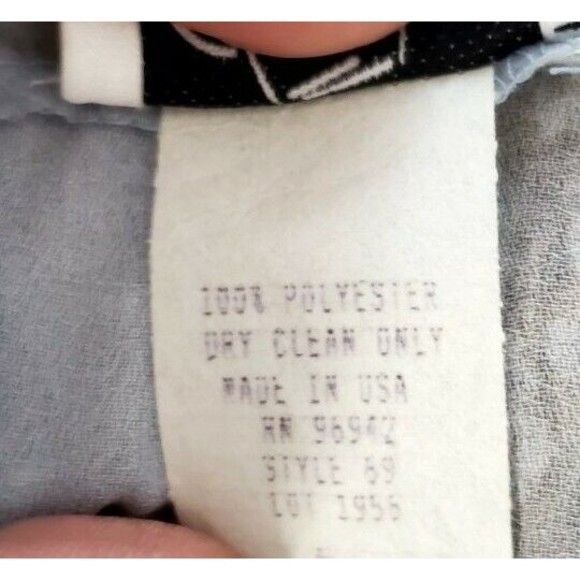 100% POLYESTER
DRY CLEAN ONLY
MADE IN USA
RN 96942
STYLE 69
LOT 1956